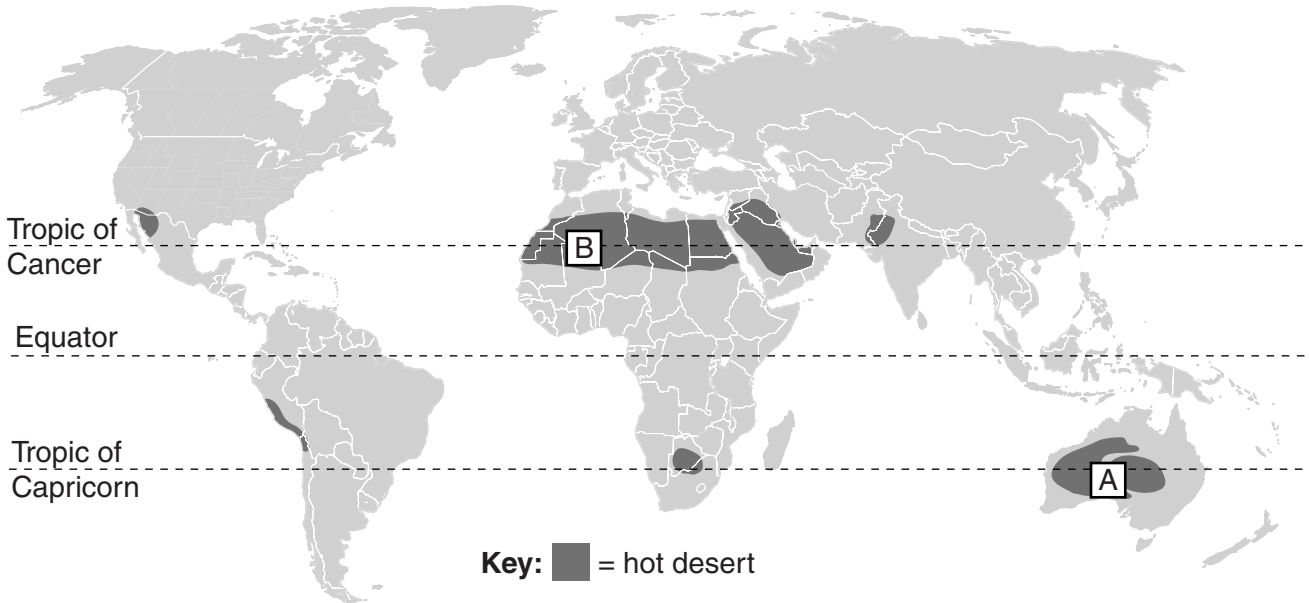 Tropic of
Cancer
B
Equator
Tropic of
Capricorn
A
Key: = hot desert